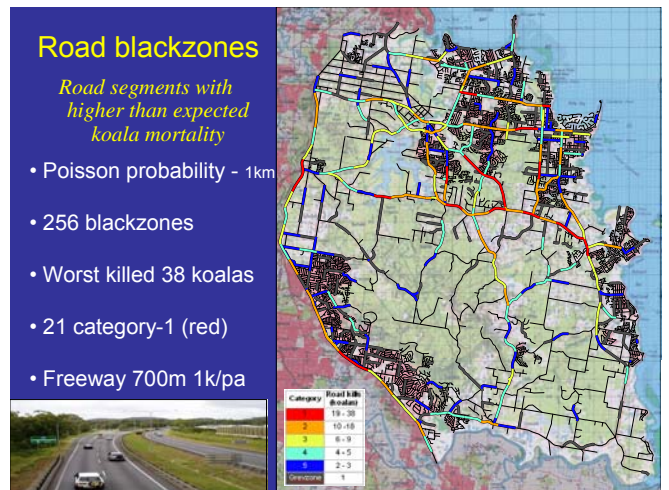 Road blackzones
Road segments with
higher than expected
koala mortality
• Poisson probability - 1km
• 256 blackzones
• Worst killed 38 koalas
• 21 category-1 (red)
• Freeway 700m 1k/pa
Category Road kills
(koalas)
1 19 - 38
2 10 - 18
3 6 - 9
4 4 - 5
5 2 - 3
Greyzone 1